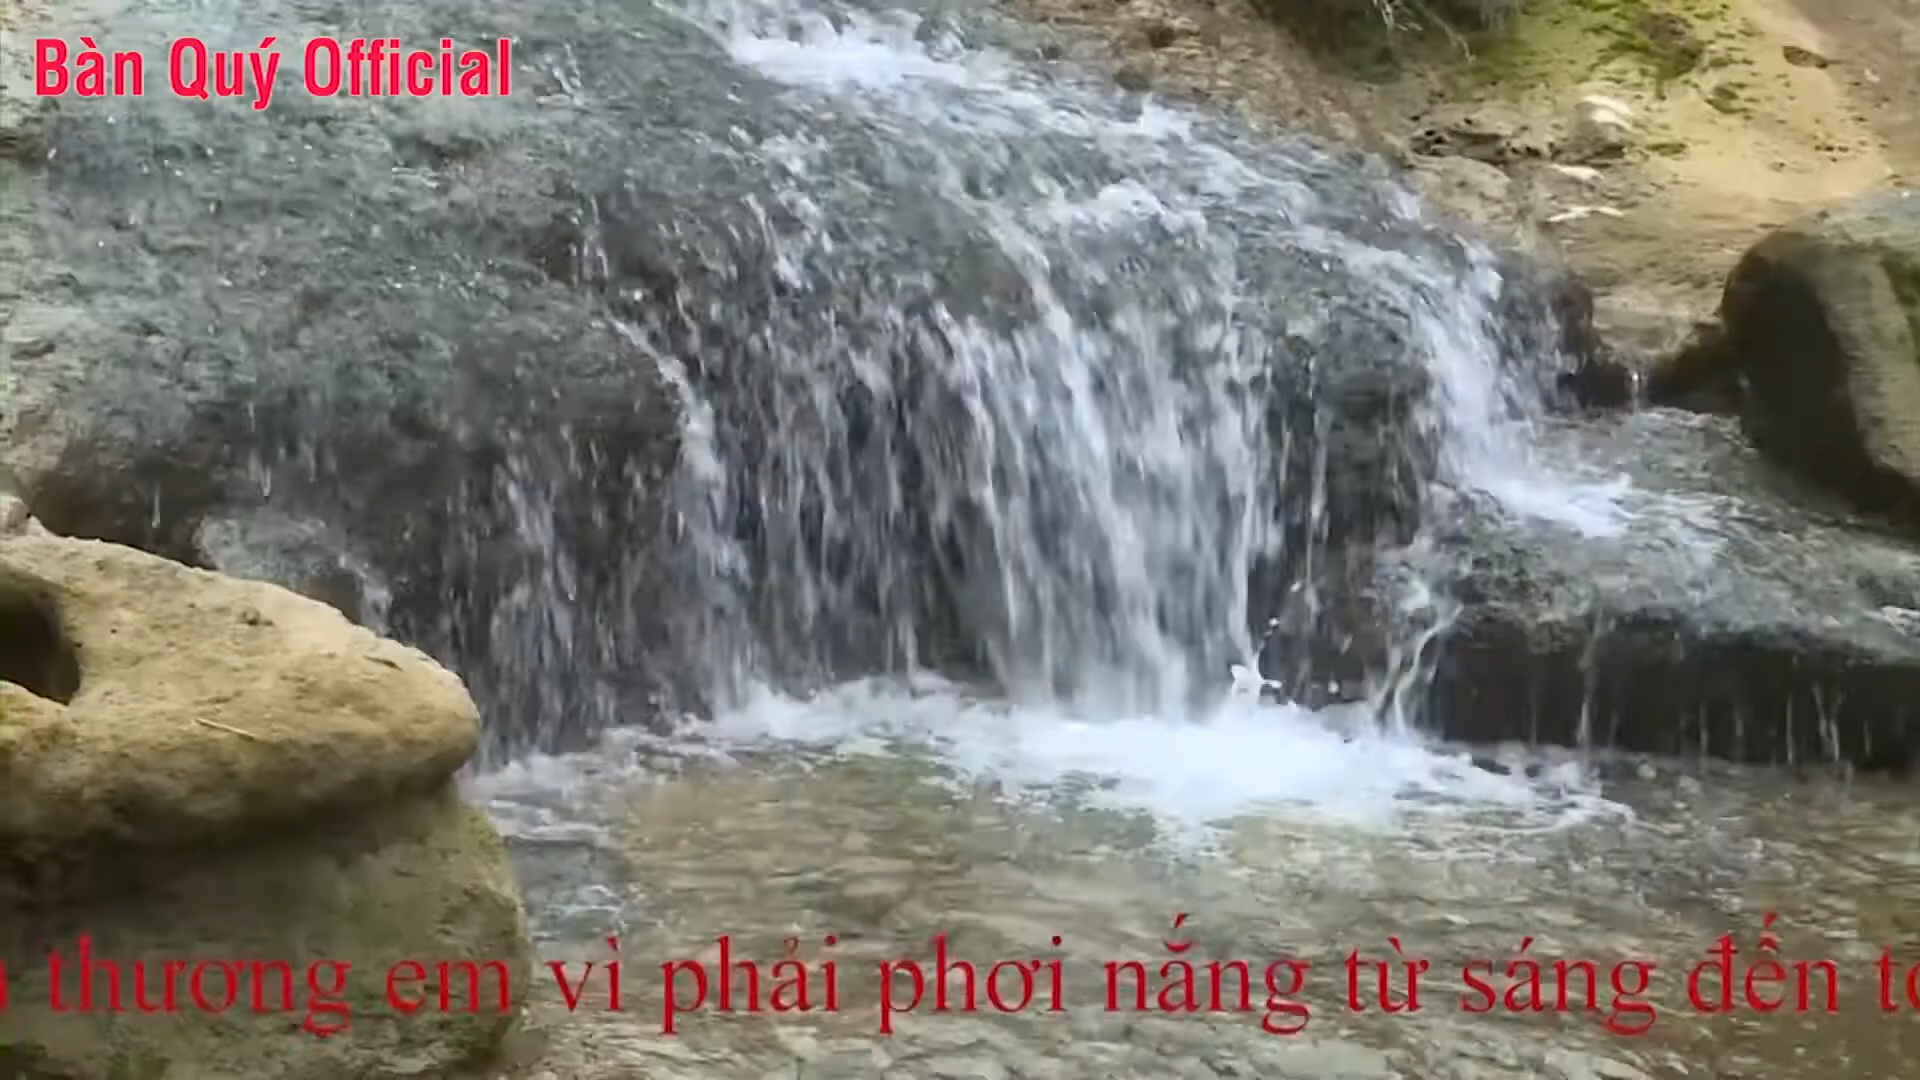 Bàn Quý Official
thương em vì phải phơi nắng từ sáng đến